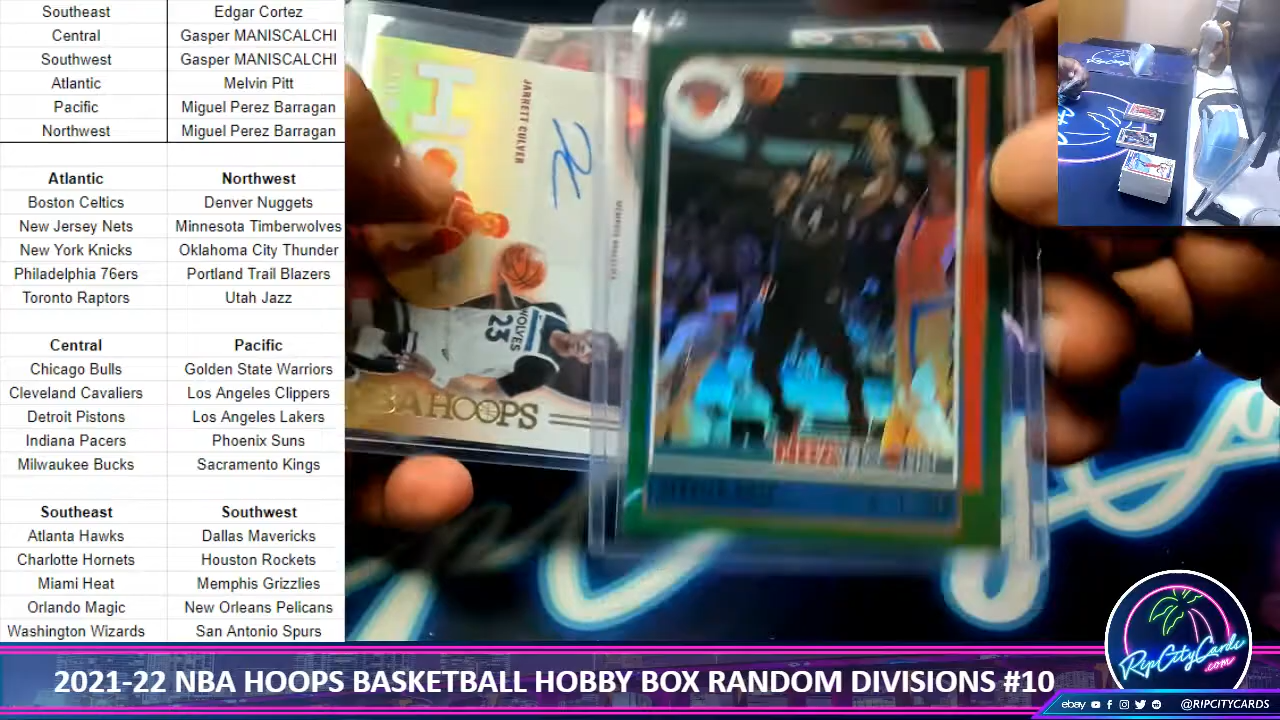 Southeast Edgar Cortez
Central Gasper MANISCALCHI
Southwest Gasper MANISCALCHI
Atlantic Melvin Pitt
Pacific Miguel Perez Barragan
Northwest Miguel Perez Barragan
Atlantic Northwest
Boston Celtics Denver Nuggets
New Jersey Nets Minnesota Timberwolves
New York Knicks Oklahoma City Thunder
Philadelphia 76ers Portland Trail Blazers
Toronto Raptors Utah Jazz
Central Pacific
Chicago Bulls Golden State Warriors
Cleveland Cavaliers Los Angeles Clippers
Detroit Pistons Los Angeles Lakers
Indiana Pacers Phoenix Suns
Milwaukee Bucks Sacramento Kings
Southeast Southwest
Atlanta Hawks Dallas Mavericks
Charlotte Hornets Houston Rockets
Miami Heat Memphis Grizzlies
Orlando Magic New Orleans Pelicans
Washington Wizards San Antonio Spurs
JARRETT CULVER
MEMPHIS GRIZZLIES
WOLVES
23
NBA HOOPS
4
RipCityCards
.com
2021-22 NBA HOOPS BASKETBALL HOBBY BOX RANDOM DIVISIONS #10
ebay @RIPCITYCARDS